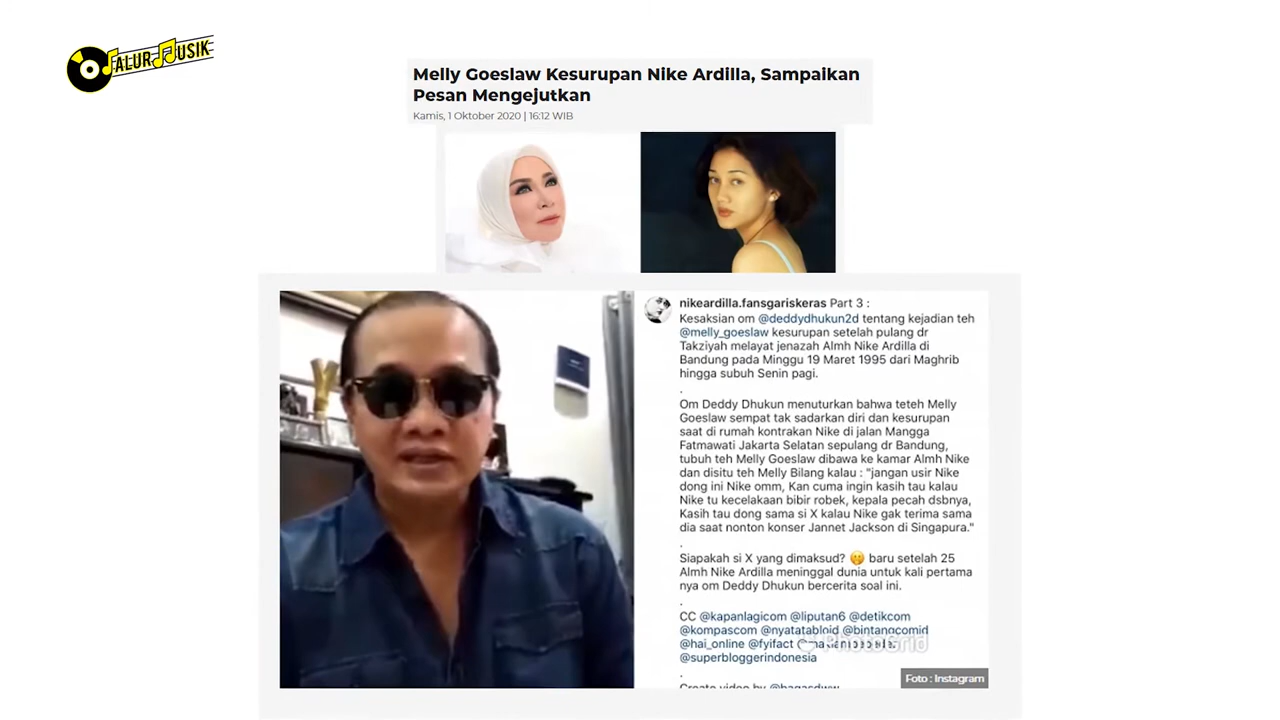 JALUR MUSIK
Melly Goeslaw Kesurupan Nike Ardilla, Sampaikan
Pesan Mengejutkan
Kamis, 1 Oktober 2020 | 16:12 WIB
nikeardilla.fansgariskeras Part 3 :
Kesaksian om @deddydhukun2d tentang kejadian teh
@melly_goeslaw kesurupan setelah pulang dr
Takziyah melayat jenazah Almh Nike Ardilla di
Bandung pada Minggu 19 Maret 1995 dari Maghrib
hingga subuh Senin pagi.
.
Om Deddy Dhukun menuturkan bahwa teteh Melly
Goeslaw sempat tak sadarkan diri dan kesurupan
saat di rumah kontrakan Nike di jalan Mangga
Fatmawati Jakarta Selatan sepulang dr Bandung,
tubuh teh Melly Goeslaw dibawa ke kamar Almh Nike
dan disitu teh Melly Bilang kalau : "jangan usir Nike
dong ini Nike omm, Kan cuma ingin kasih tau kalau
Nike tu kecelakaan bibir robek, kepala pecah dsbnya,
Kasih tau dong sama si X kalau Nike gak terima sama
dia saat nonton konser Jannet Jackson di Singapura."
.
Siapakah si X yang dimaksud? 🤭 baru setelah 25
Almh Nike Ardilla meninggal dunia untuk kali pertama
nya om Deddy Dhukun bercerita soal ini.
.
CC @kapanlagicom @liputan6 @detikcom
@kompascom @nyatatabloid @bintangcomid
@hai_online @fyifact
PhotoGrid
@superbloggerindonesia
.
Create video by @bagasdww
Foto : Instagram